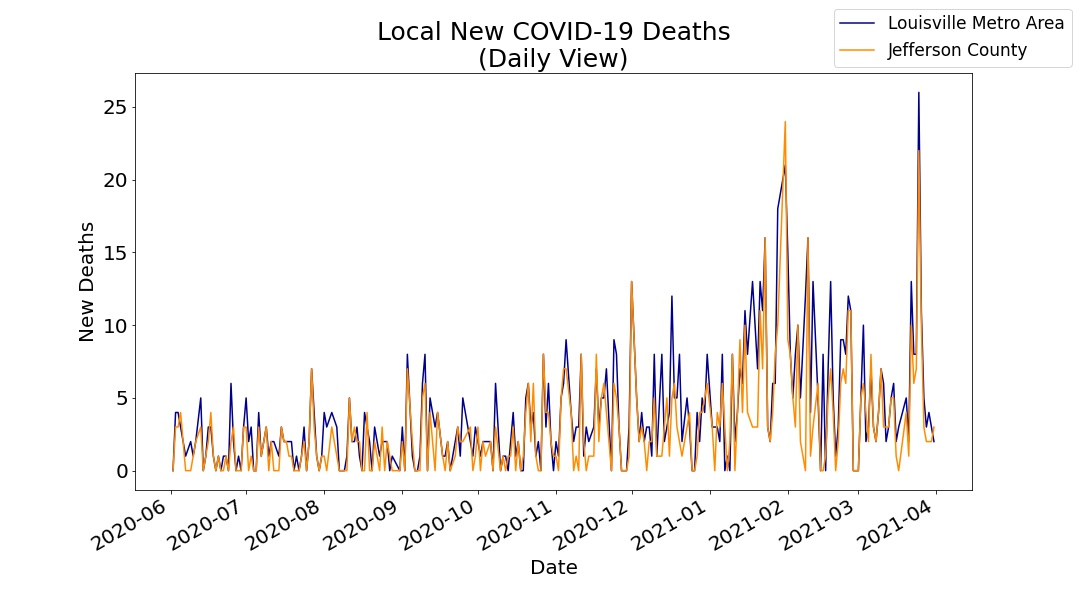 Local New COVID-19 Deaths
(Daily View)
Louisville Metro Area
Jefferson County
New Deaths
25
20
15
10
5
0
2020-06
2020-07
2020-08
2020-09
2020-10
2020-11
2020-12
2021-01
2021-02
2021-03
2021-04
Date